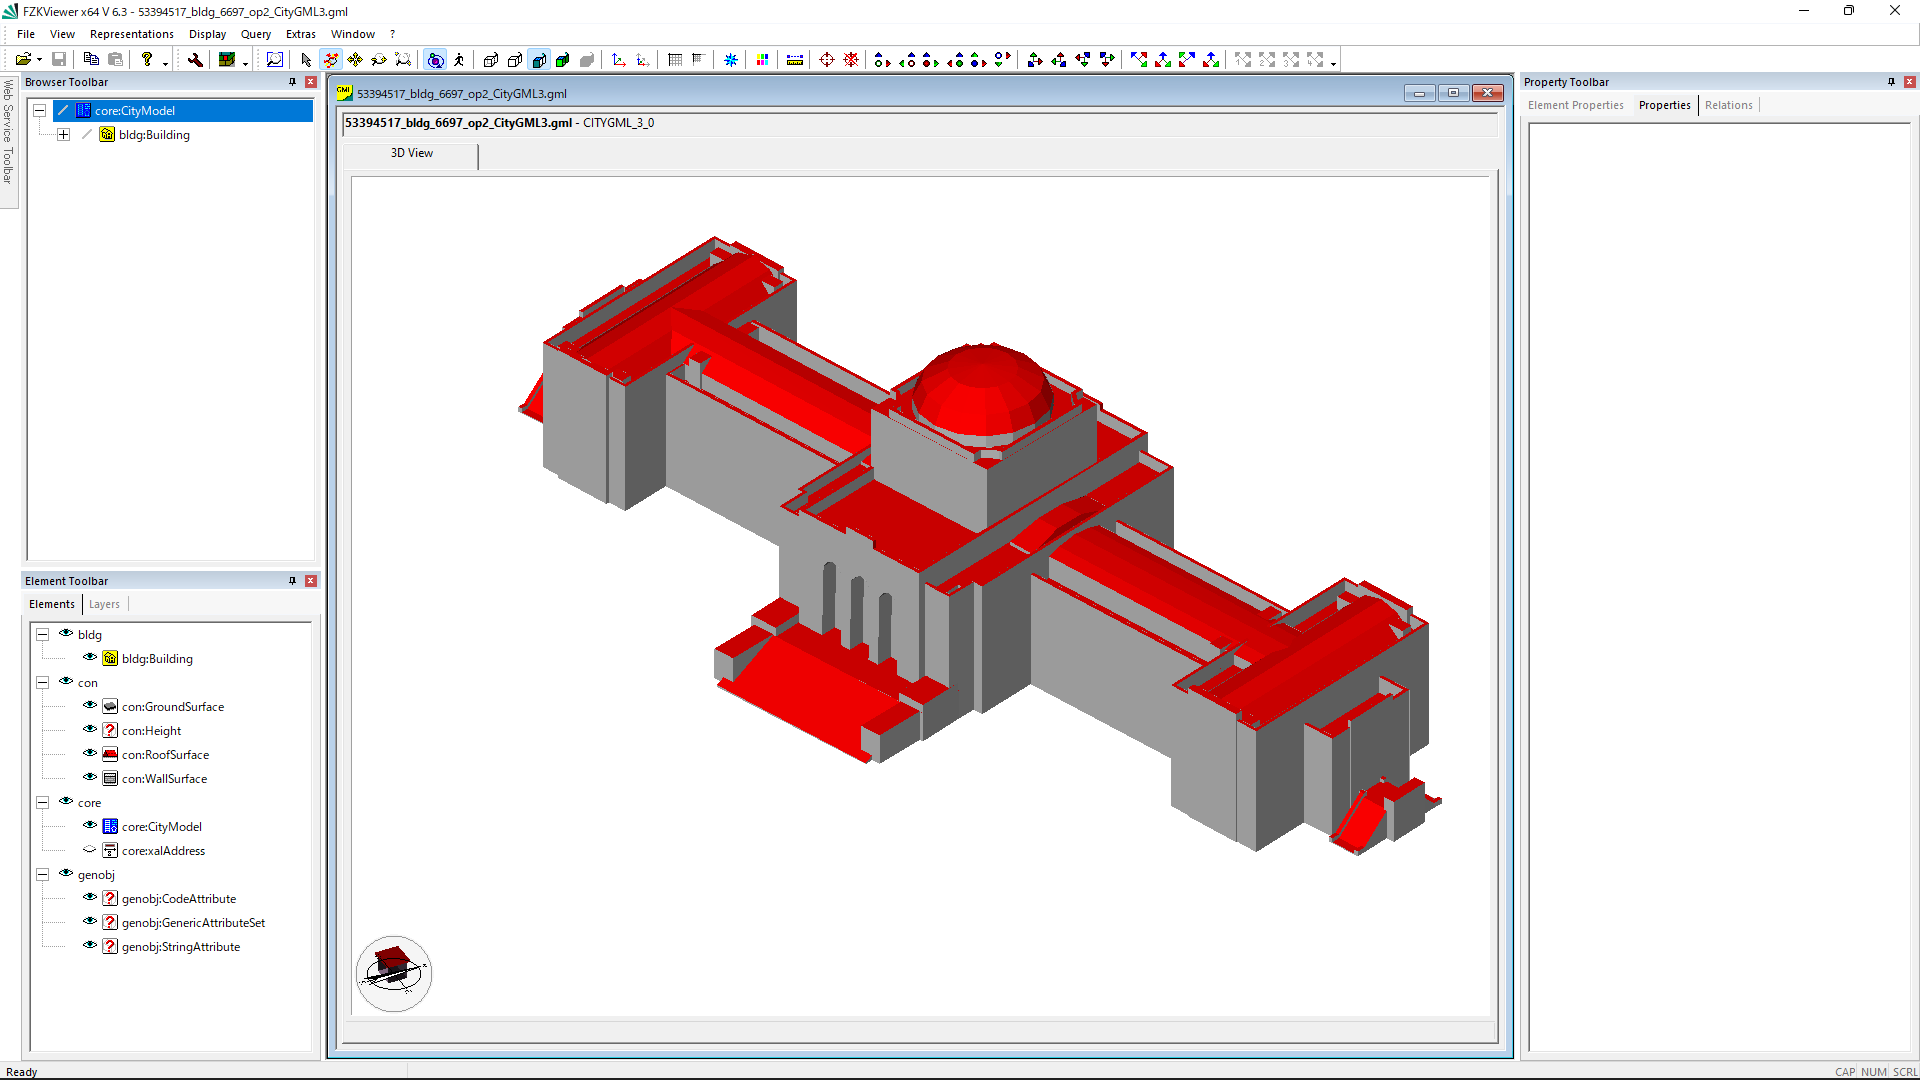 FZKViewer x64 V 6.3 - 53394517_bldg_6697_op2_CityGML3.gml
File View Representations Display Query Extras Window ?
Web Service Toolbar
Browser Toolbar
core:CityModel
bldg:Building
Element Toolbar
Elements Layers
bldg
bldg:Building
con
con:GroundSurface
con:Height
con:RoofSurface
con:WallSurface
core
core:CityModel
core:xalAddress
genobj
genobj:CodeAttribute
genobj:GenericAttributeSet
genobj:StringAttribute
GML 53394517_bldg_6697_op2_CityGML3.gml
53394517_bldg_6697_op2_CityGML3.gml - CITYGML_3_0
3D View
Property Toolbar
Element Properties Properties Relations
Ready
CAP NUM SCRL